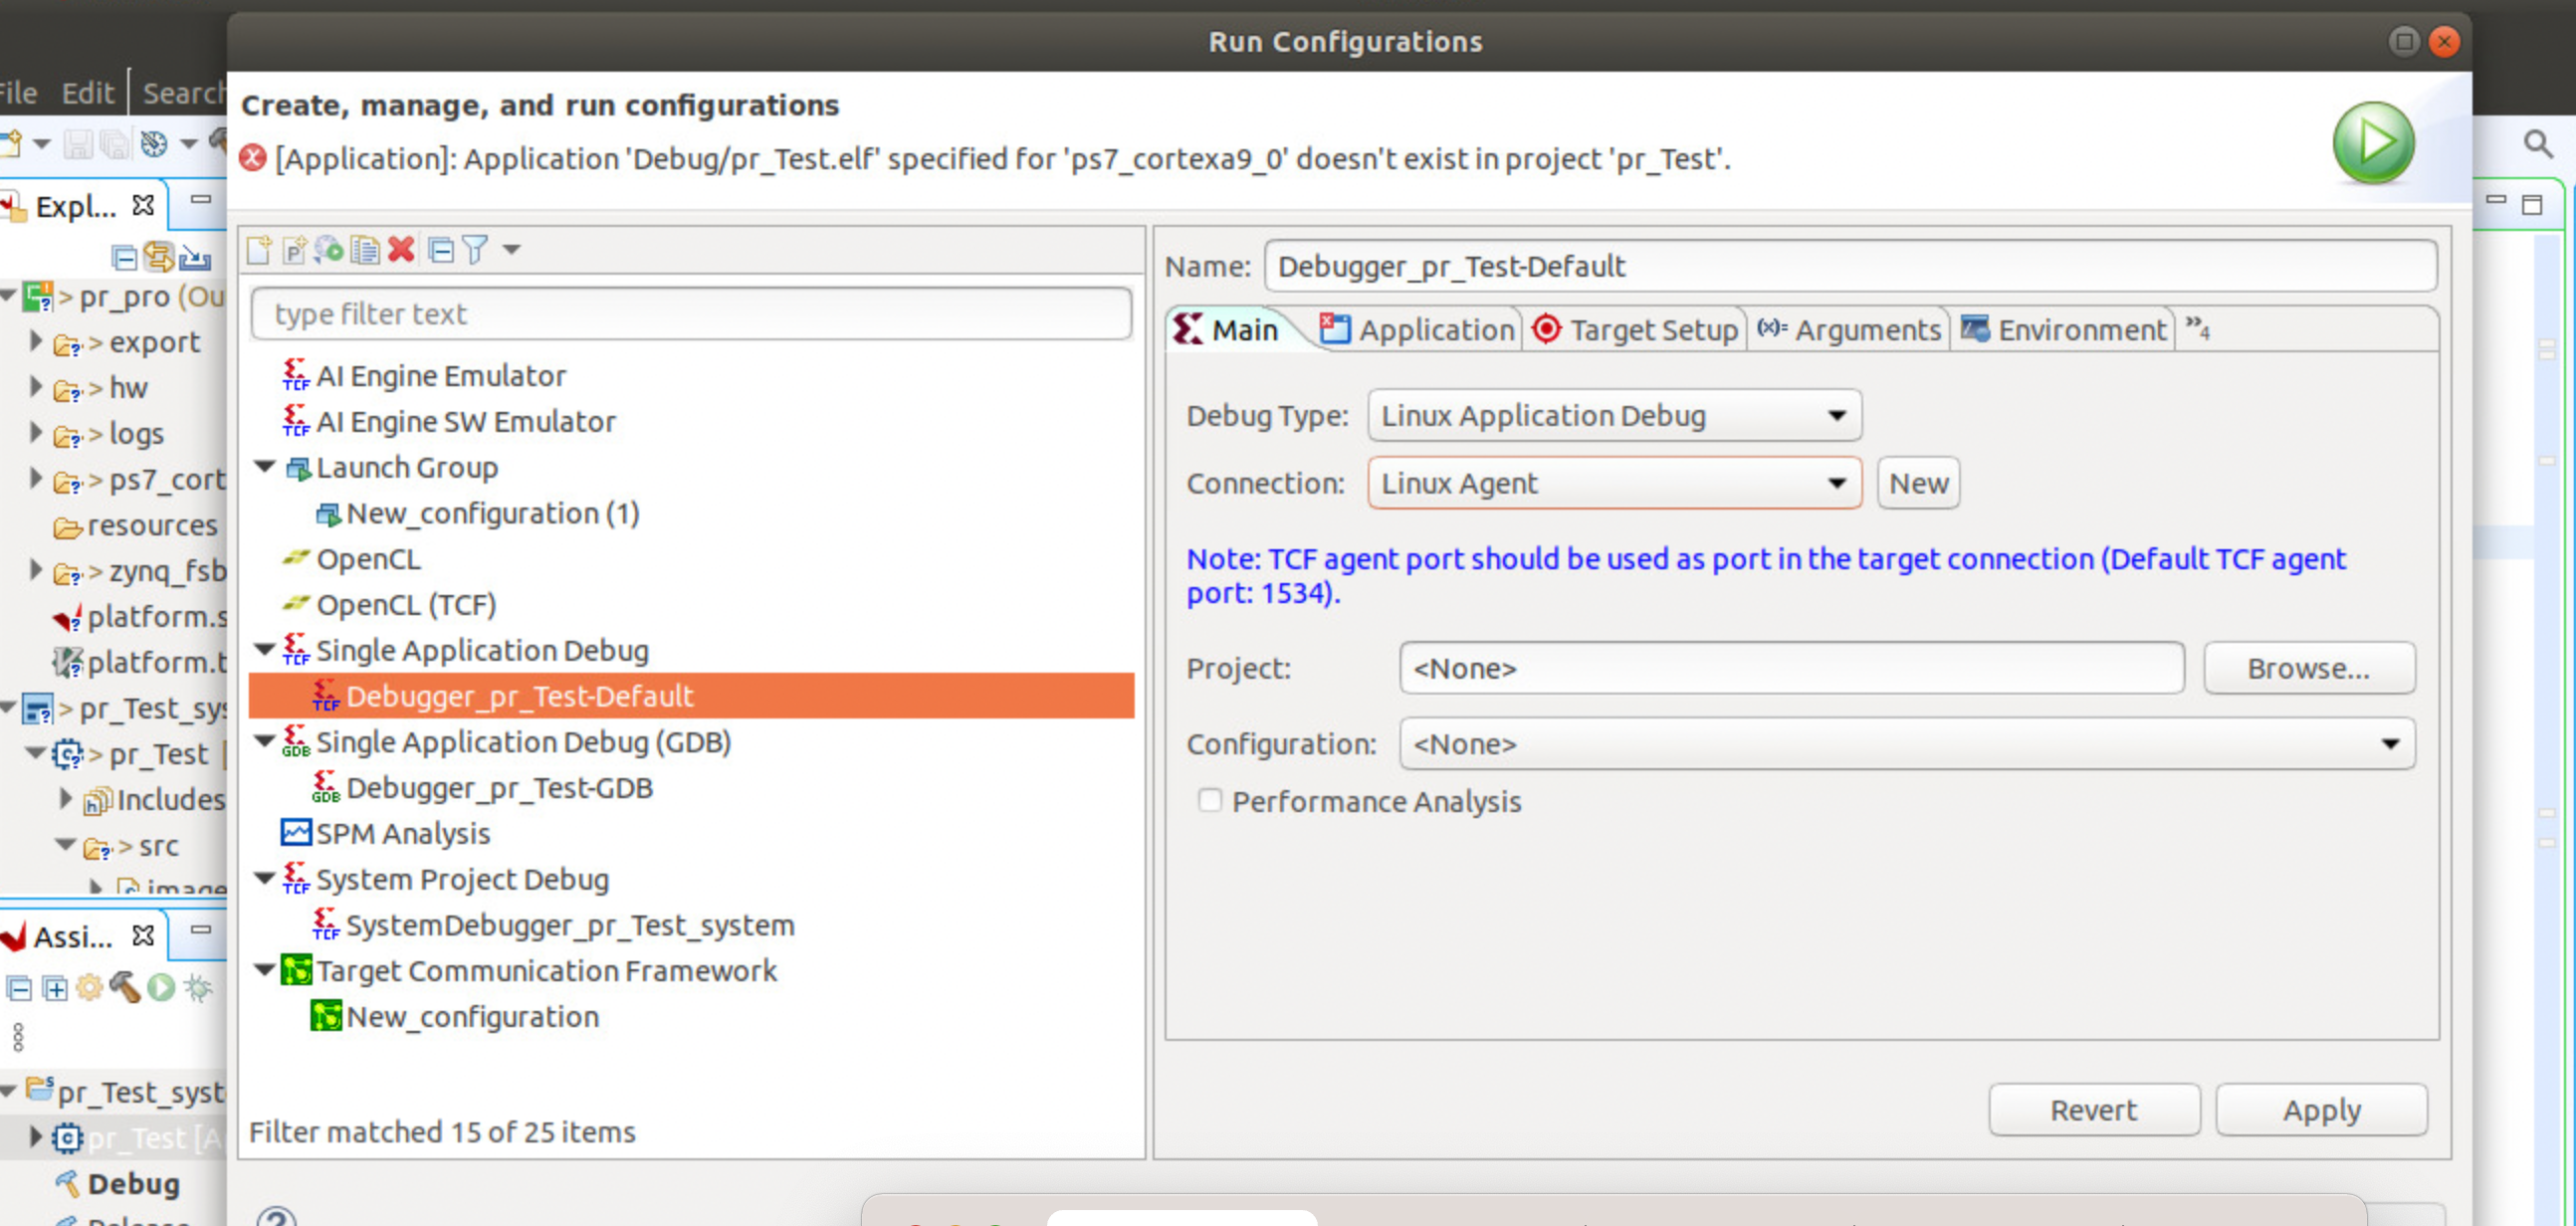 Run Configurations
File Edit Search
Create, manage, and run configurations
[Application]: Application 'Debug/pr_Test.elf' specified for 'ps7_cortexa9_0' doesn't exist in project 'pr_Test'.
Expl...
> pr_pro (Ou
> export
> hw
> logs
> ps7_cort
resources
> zynq_fsb
platform.s
platform.t
> pr_Test_sys
> pr_Test [
Includes
> src
image
Assi...
pr_Test_syst
pr_Test [A
Debug
Release
type filter text
AI Engine Emulator
AI Engine SW Emulator
Launch Group
New_configuration (1)
OpenCL
OpenCL (TCF)
Single Application Debug
Debugger_pr_Test-Default
Single Application Debug (GDB)
Debugger_pr_Test-GDB
SPM Analysis
System Project Debug
SystemDebugger_pr_Test_system
Target Communication Framework
New_configuration
Filter matched 15 of 25 items
Name: Debugger_pr_Test-Default
Main Application Target Setup (x)= Arguments Environment »4
Debug Type: Linux Application Debug
Connection: Linux Agent New
Note: TCF agent port should be used as port in the target connection (Default TCF agent
port: 1534).
Project: <None> Browse...
Configuration: <None>
Performance Analysis
Revert Apply